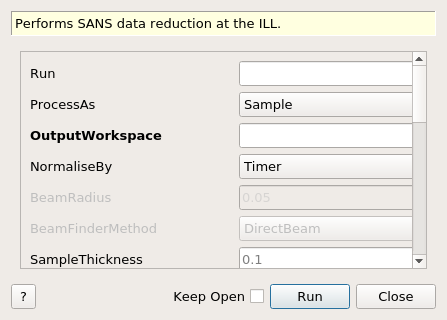 Performs SANS data reduction at the ILL.
Run
ProcessAs Sample
OutputWorkspace
NormaliseBy Timer
BeamRadius 0.05
BeamFinderMethod DirectBeam
SampleThickness 0.1
? Keep Open Run Close